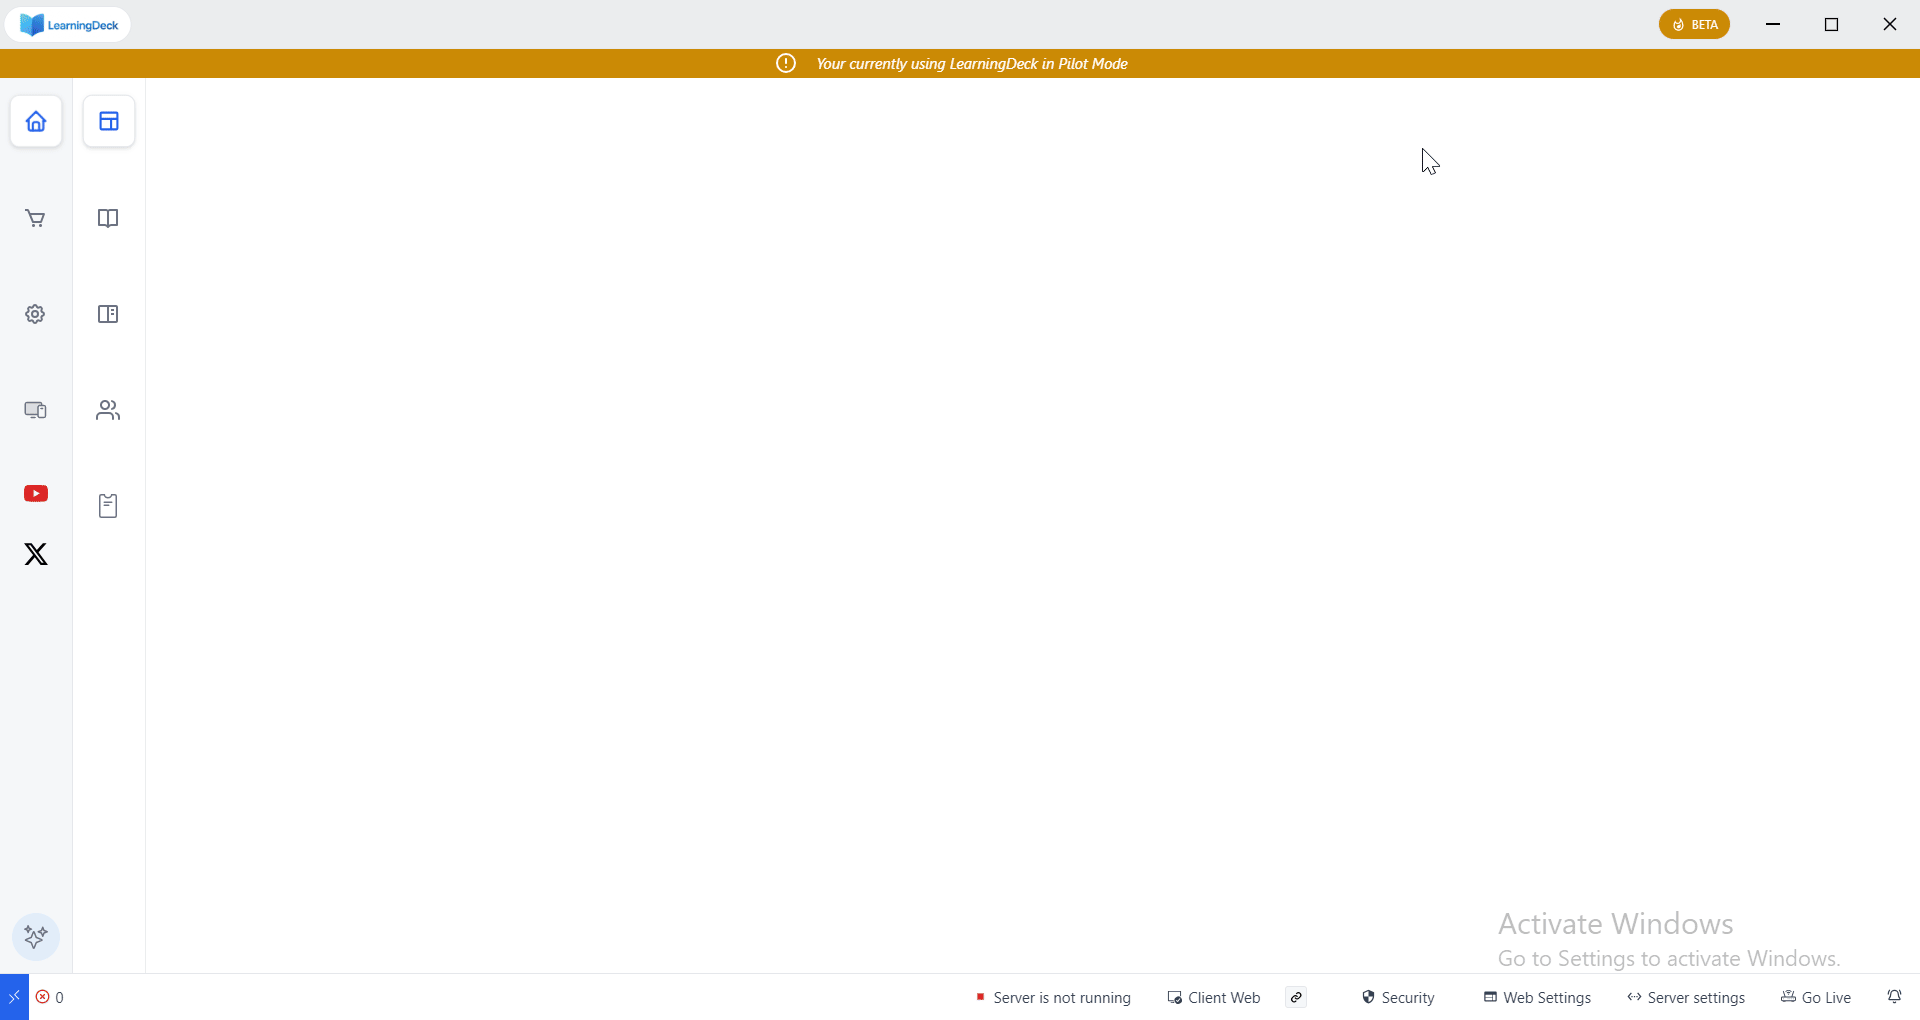 LearningDeck
BETA
Your currently using LearningDeck in Pilot Mode
Activate Windows
Go to Settings to activate Windows.
0
Server is not running
Client Web
Security
Web Settings
Server settings
Go Live